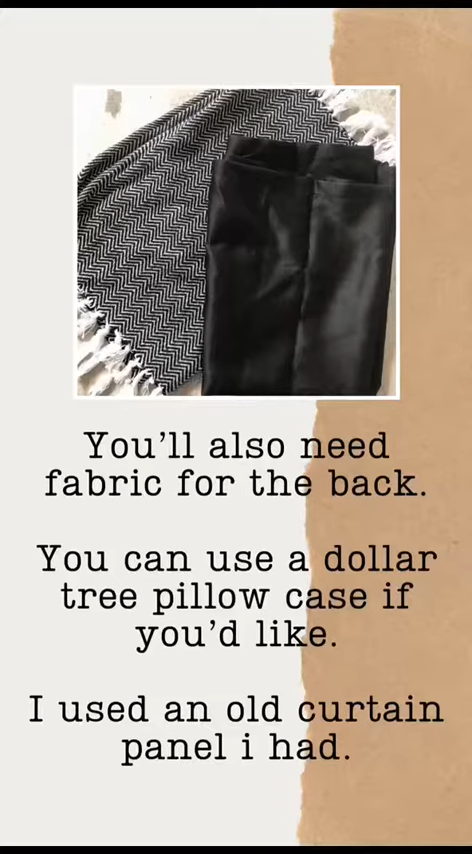 You'll also need
fabric for the back.
You can use a dollar
tree pillow case if
you'd like.
I used an old curtain
panel i had.